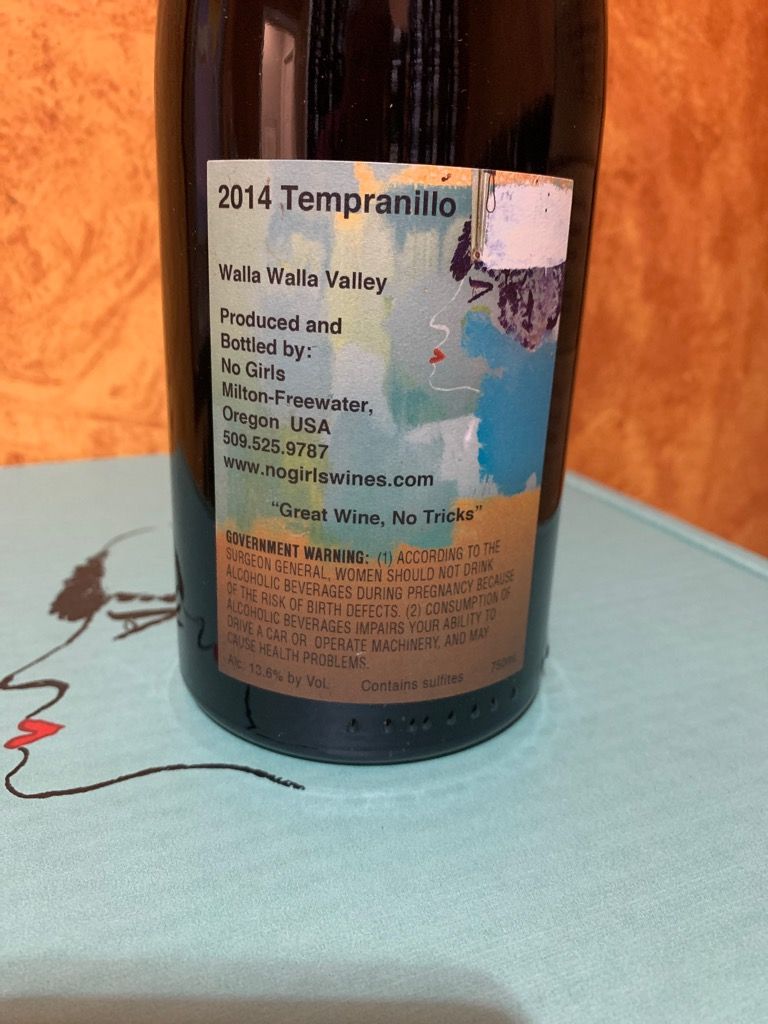 2014 Tempranillo
Walla Walla Valley
Produced and
Bottled by:
No Girls
Milton-Freewater,
Oregon USA
509.525.9787
www.nogirlswines.com
“Great Wine, No Tricks”
GOVERNMENT WARNING: (1) ACCORDING TO THE
SURGEON GENERAL, WOMEN SHOULD NOT DRINK
ALCOHOLIC BEVERAGES DURING PREGNANCY BECAUSE
OF THE RISK OF BIRTH DEFECTS. (2) CONSUMPTION OF
ALCOHOLIC BEVERAGES IMPAIRS YOUR ABILITY TO
DRIVE A CAR OR OPERATE MACHINERY, AND MAY
CAUSE HEALTH PROBLEMS.
Alc. 13.6% by Vol. Contains sulfites 750mL